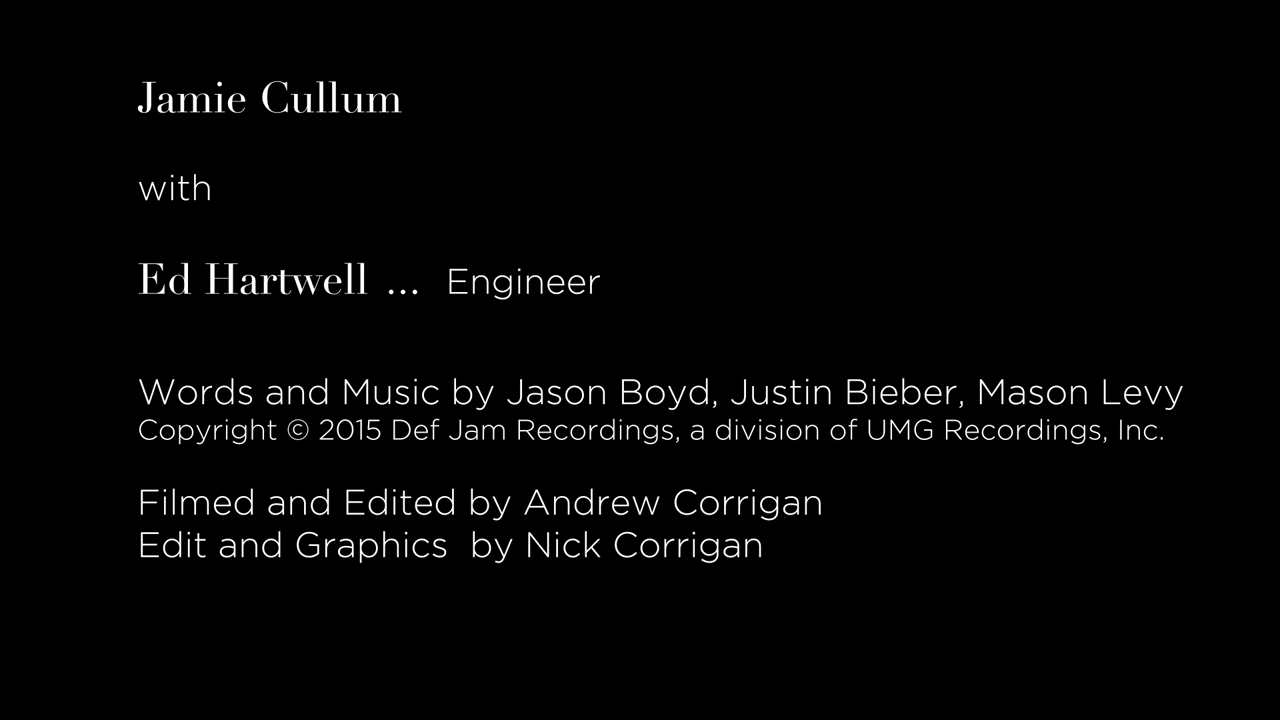 Jamie Cullum
with
Ed Hartwell ... Engineer
Words and Music by Jason Boyd, Justin Bieber, Mason Levy
Copyright © 2015 Def Jam Recordings, a division of UMG Recordings, Inc.
Filmed and Edited by Andrew Corrigan
Edit and Graphics  by Nick Corrigan